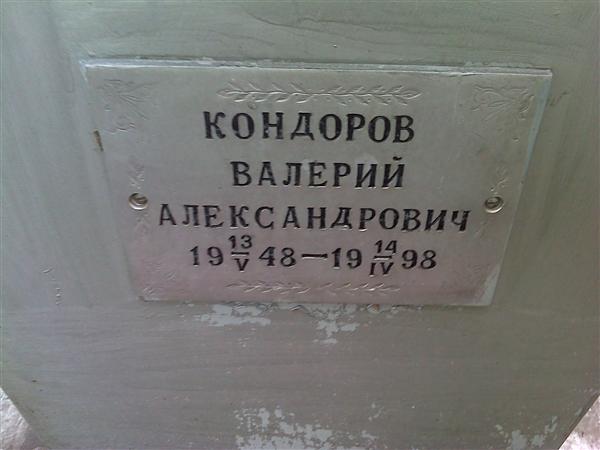 КОНДОРОВ
ВАЛЕРИЙ
АЛЕКСАНДРОВИЧ
19 13/V 48—19 14/IV 98